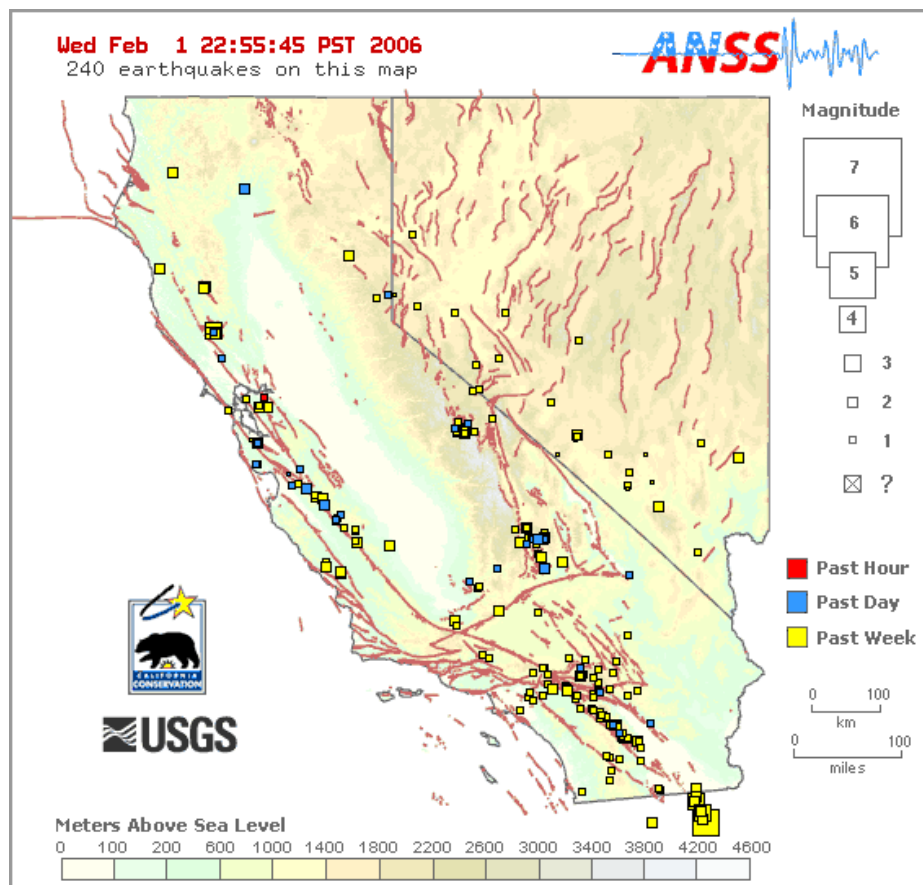 Wed Feb 1 22:55:45 PST 2006
240 earthquakes on this map
ANSS
Magnitude
7
6
5
4
3
2
1
?
Past Hour
Past Day
Past Week
0 100
km
0 100
miles
CALIFORNIA
CONSERVATION
USGS
Meters Above Sea Level
0 100 200 600 1000 1400 1800 2200 2600 3000 3400 3800 4200 4600